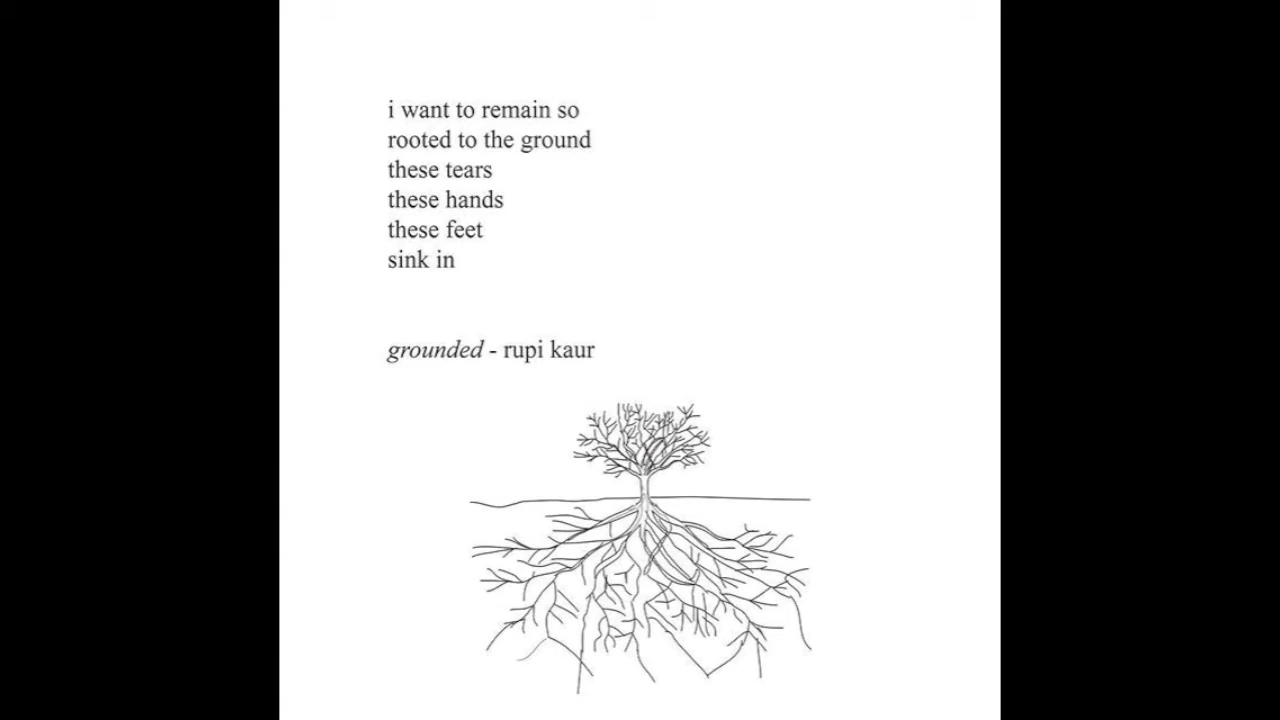 i want to remain so
rooted to the ground
these tears
these hands
these feet
sink in
grounded - rupi kaur